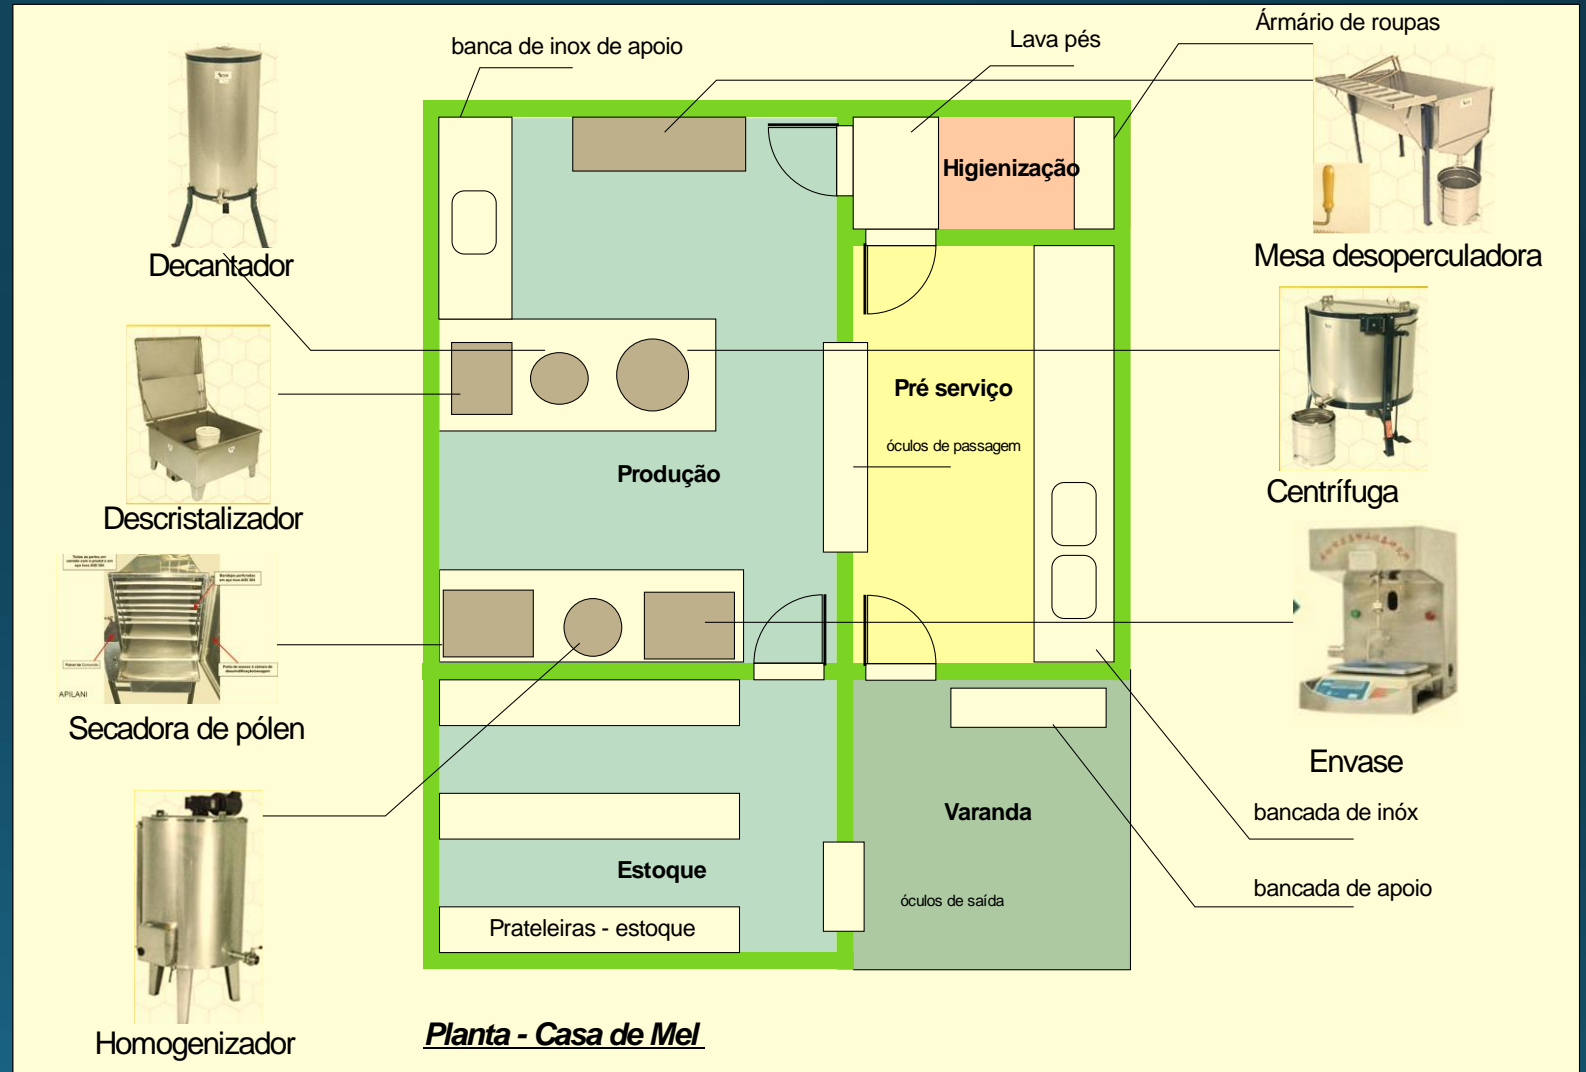 banca de inox de apoio
Lava pés
Ármário de roupas
Higienização
Decantador
Mesa desoperculadora
Pré serviço
óculos de passagem
Produção
Centrífuga
Descristalizador
APILANI
Secadora de pólen
Envase
Varanda
bancada de inóx
Estoque
óculos de saída
bancada de apoio
Prateleiras - estoque
Homogenizador
Planta - Casa de Mel